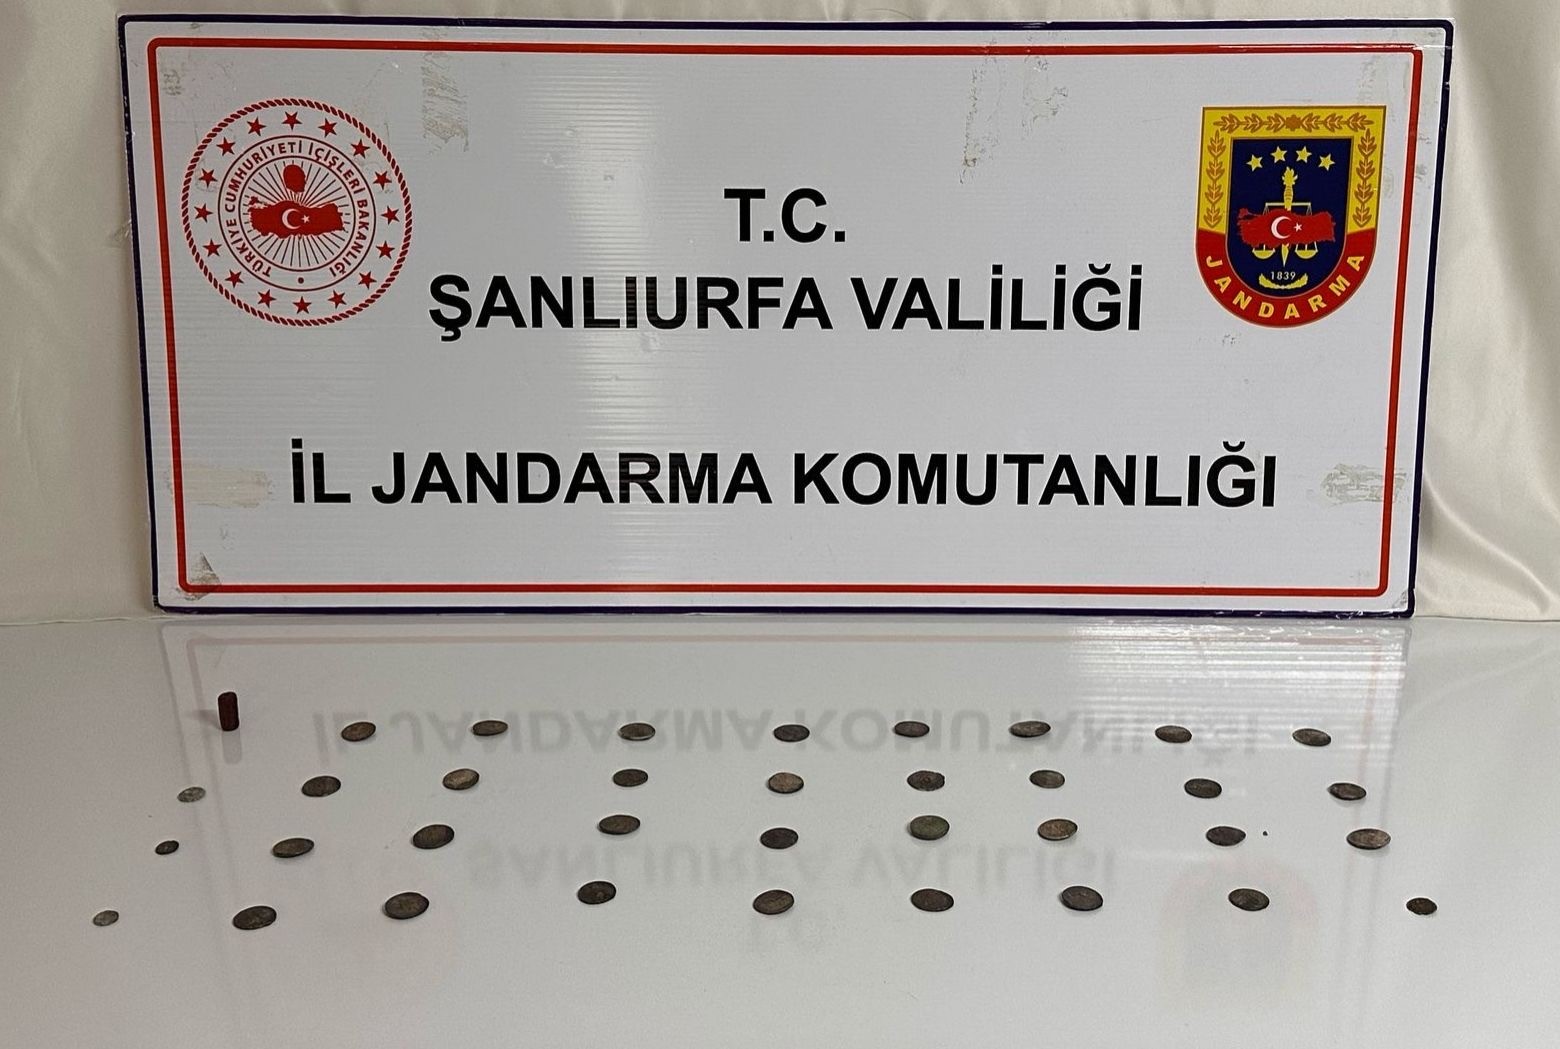 T.C.
ŞANLIURFA VALİLİĞİ
İL JANDARMA KOMUTANLIĞI
TÜRKİYE CUMHURİYETİ İÇİŞLERİ BAKANLIĞI
1839
JANDARMA